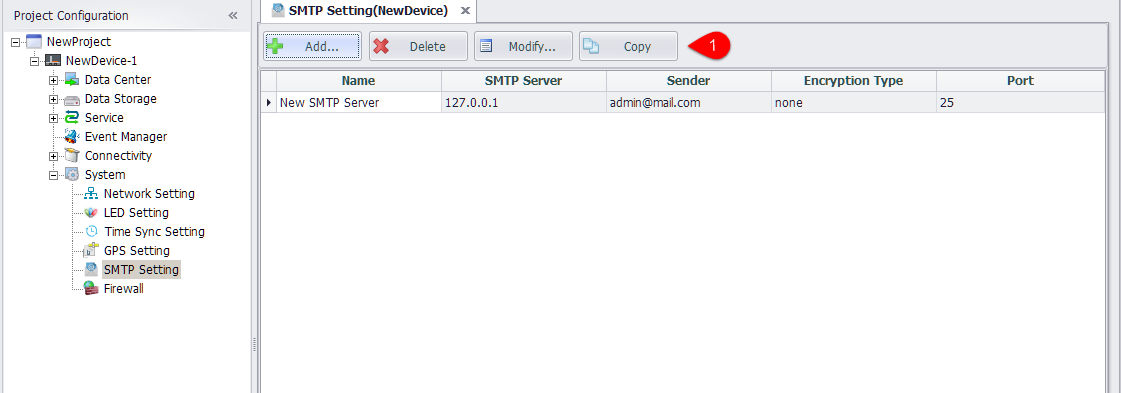 Project Configuration «
NewProject
NewDevice-1
Data Center
Data Storage
Service
Event Manager
Connectivity
System
Network Setting
LED Setting
Time Sync Setting
GPS Setting
SMTP Setting
Firewall
SMTP Setting(NewDevice)
Add... Delete Modify... Copy 1
Name SMTP Server Sender Encryption Type Port
New SMTP Server 127.0.0.1 admin@mail.com none 25